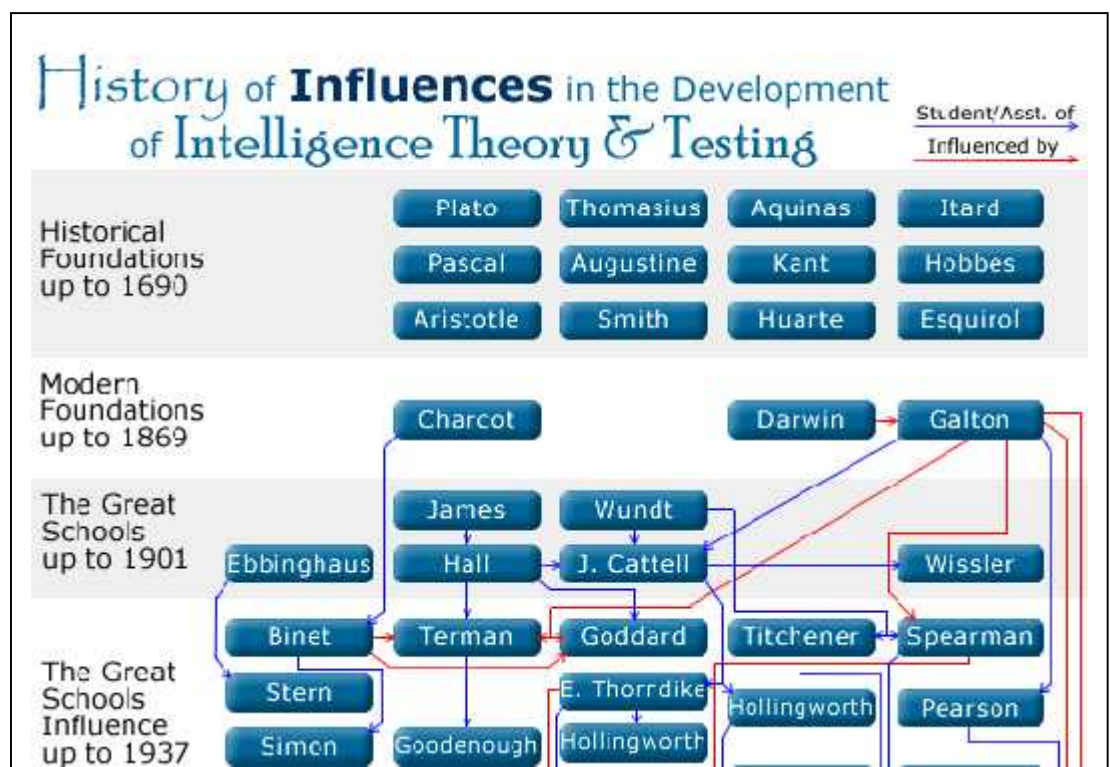 History of Influences in the Development
of Intelligence Theory & Testing
Student/Asst. of
Influenced by
Historical
Foundations
up to 1690
Plato Thomasius Aquinas Itard
Pascal Augustine Kant Hobbes
Aristotle Smith Huarte Esquirol
Modern
Foundations
up to 1869
Charcot Darwin Galton
The Great
Schools
up to 1901
James Wundt
Ebbinghaus Hall J. Cattell Wissler
The Great
Schools
Influence
up to 1937
Binet Terman Goddard Titchener Spearman
Stern E. Thorrdike Hollingworth Pearson
Simon Goodenough Hollingworth